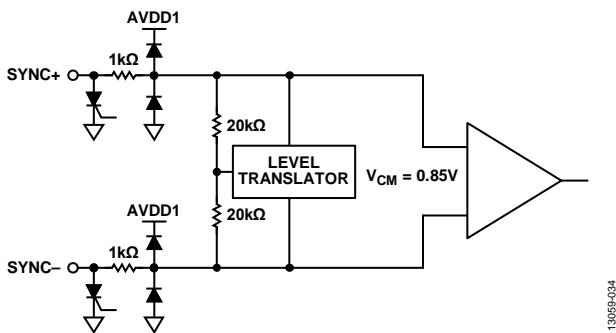 AVDD1
1kΩ
SYNC+
20kΩ
LEVEL
TRANSLATOR
V_CM = 0.85V
20kΩ
AVDD1
1kΩ
SYNC–
13059-034